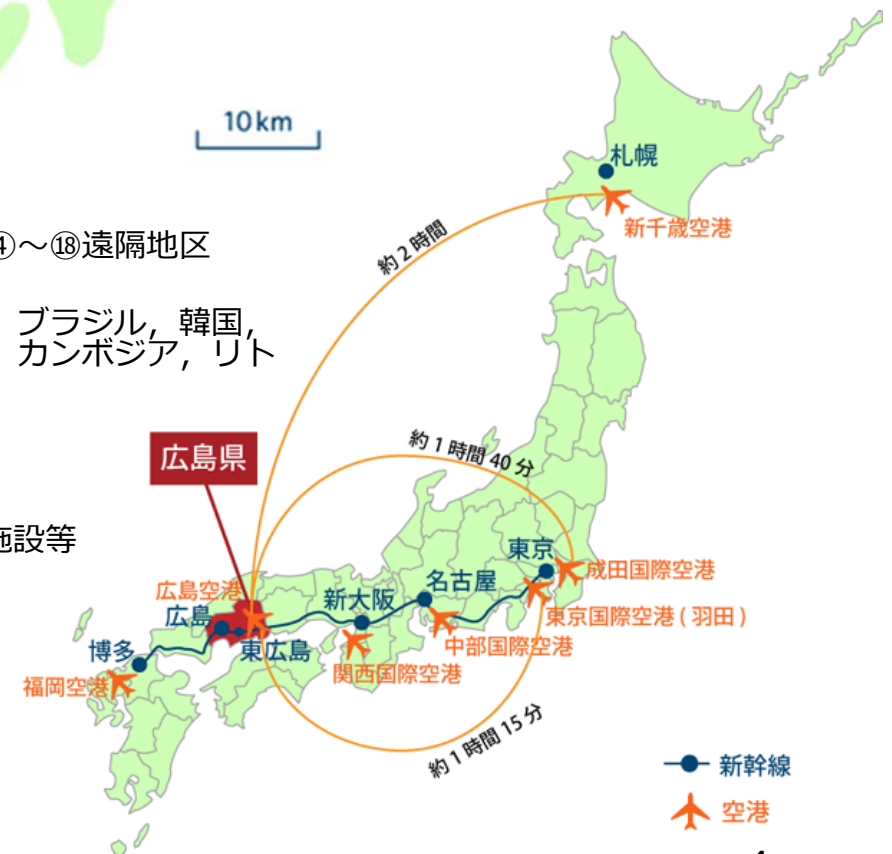 10km
札幌
新千歳空港
約2時間
～⑱遠隔地区
ブラジル，韓国，
カンボジア，リト
約1時間40分
広島県
施設等
東京
成田国際空港
広島空港
名古屋
新大阪
東京国際空港(羽田)
広島
中部国際空港
東広島
博多
関西国際空港
福岡空港
約1時間15分
新幹線
空港